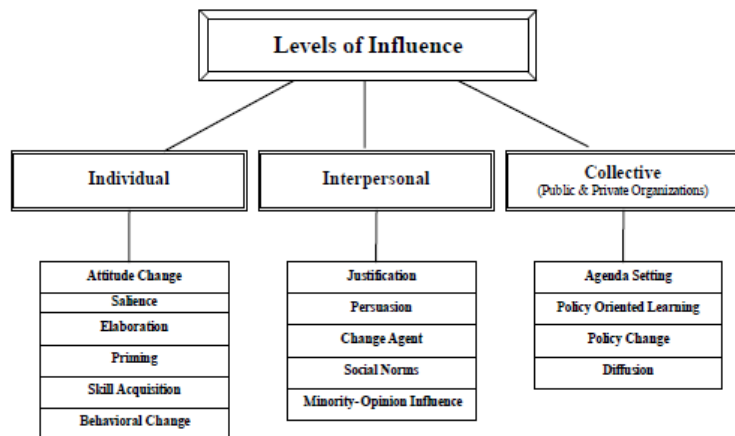 Levels of Influence
Individual
Interpersonal
Collective
(Public & Private Organizations)
Attitude Change
Salience
Elaboration
Priming
Skill Acquisition
Behavioral Change
Justification
Persuasion
Change Agent
Social Norms
Minority-Opinion Influence
Agenda Setting
Policy Oriented Learning
Policy Change
Diffusion